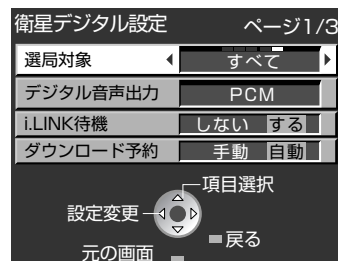 衛星デジタル設定 ページ1/3
選局対象 すべて
デジタル音声出力 PCM
i.LINK待機 しない する
ダウンロード予約 手動 自動
項目選択
設定変更
戻る
元の画面